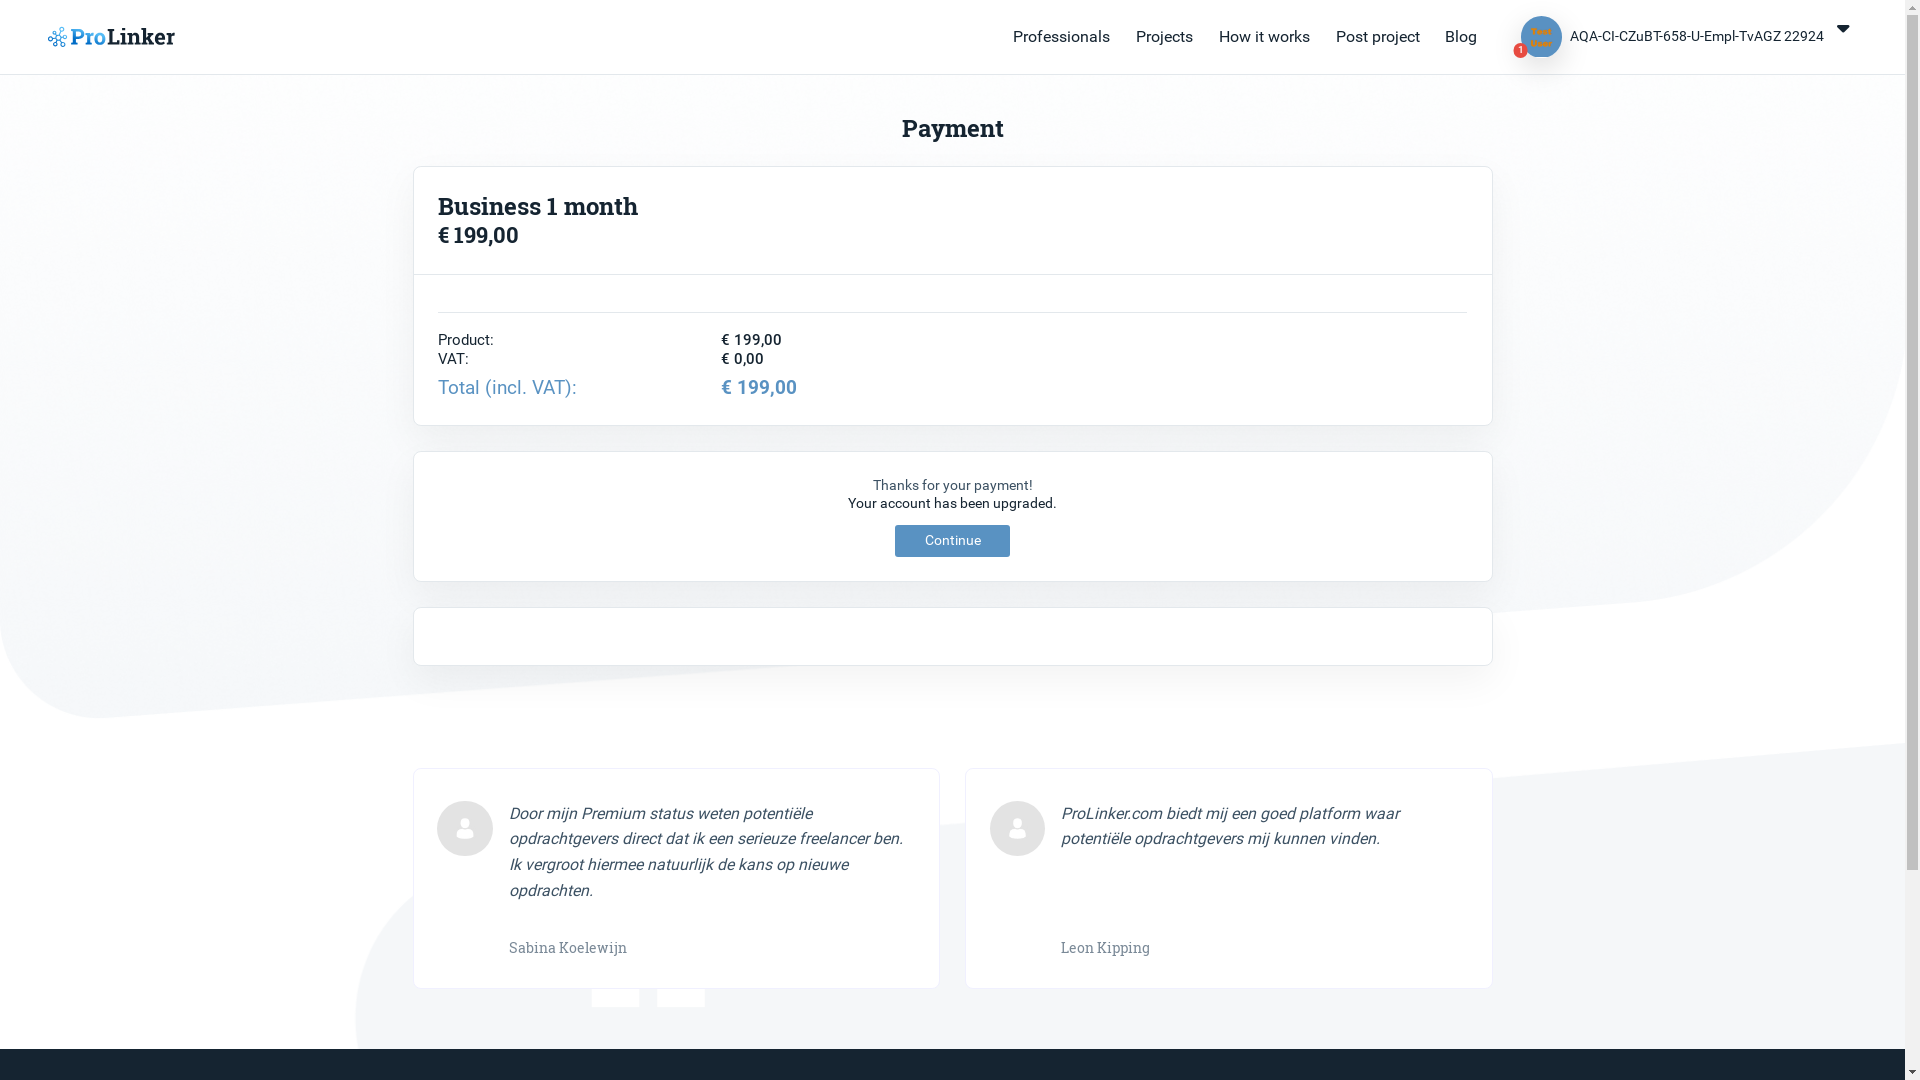 ProLinker
Professionals
Projects
How it works
Post project
Blog
Test
User
1
AQA-CI-CZuBT-658-U-Empl-TvAGZ 22924
Payment
Business 1 month
€ 199,00
Product: € 199,00
VAT: € 0,00
Total (incl. VAT): € 199,00
Thanks for your payment!
Your account has been upgraded.
Continue
Door mijn Premium status weten potentiële
opdrachtgevers direct dat ik een serieuze freelancer ben.
Ik vergroot hiermee natuurlijk de kans op nieuwe
opdrachten.
Sabina Koelewijn
ProLinker.com biedt mij een goed platform waar
potentiële opdrachtgevers mij kunnen vinden.
Leon Kipping